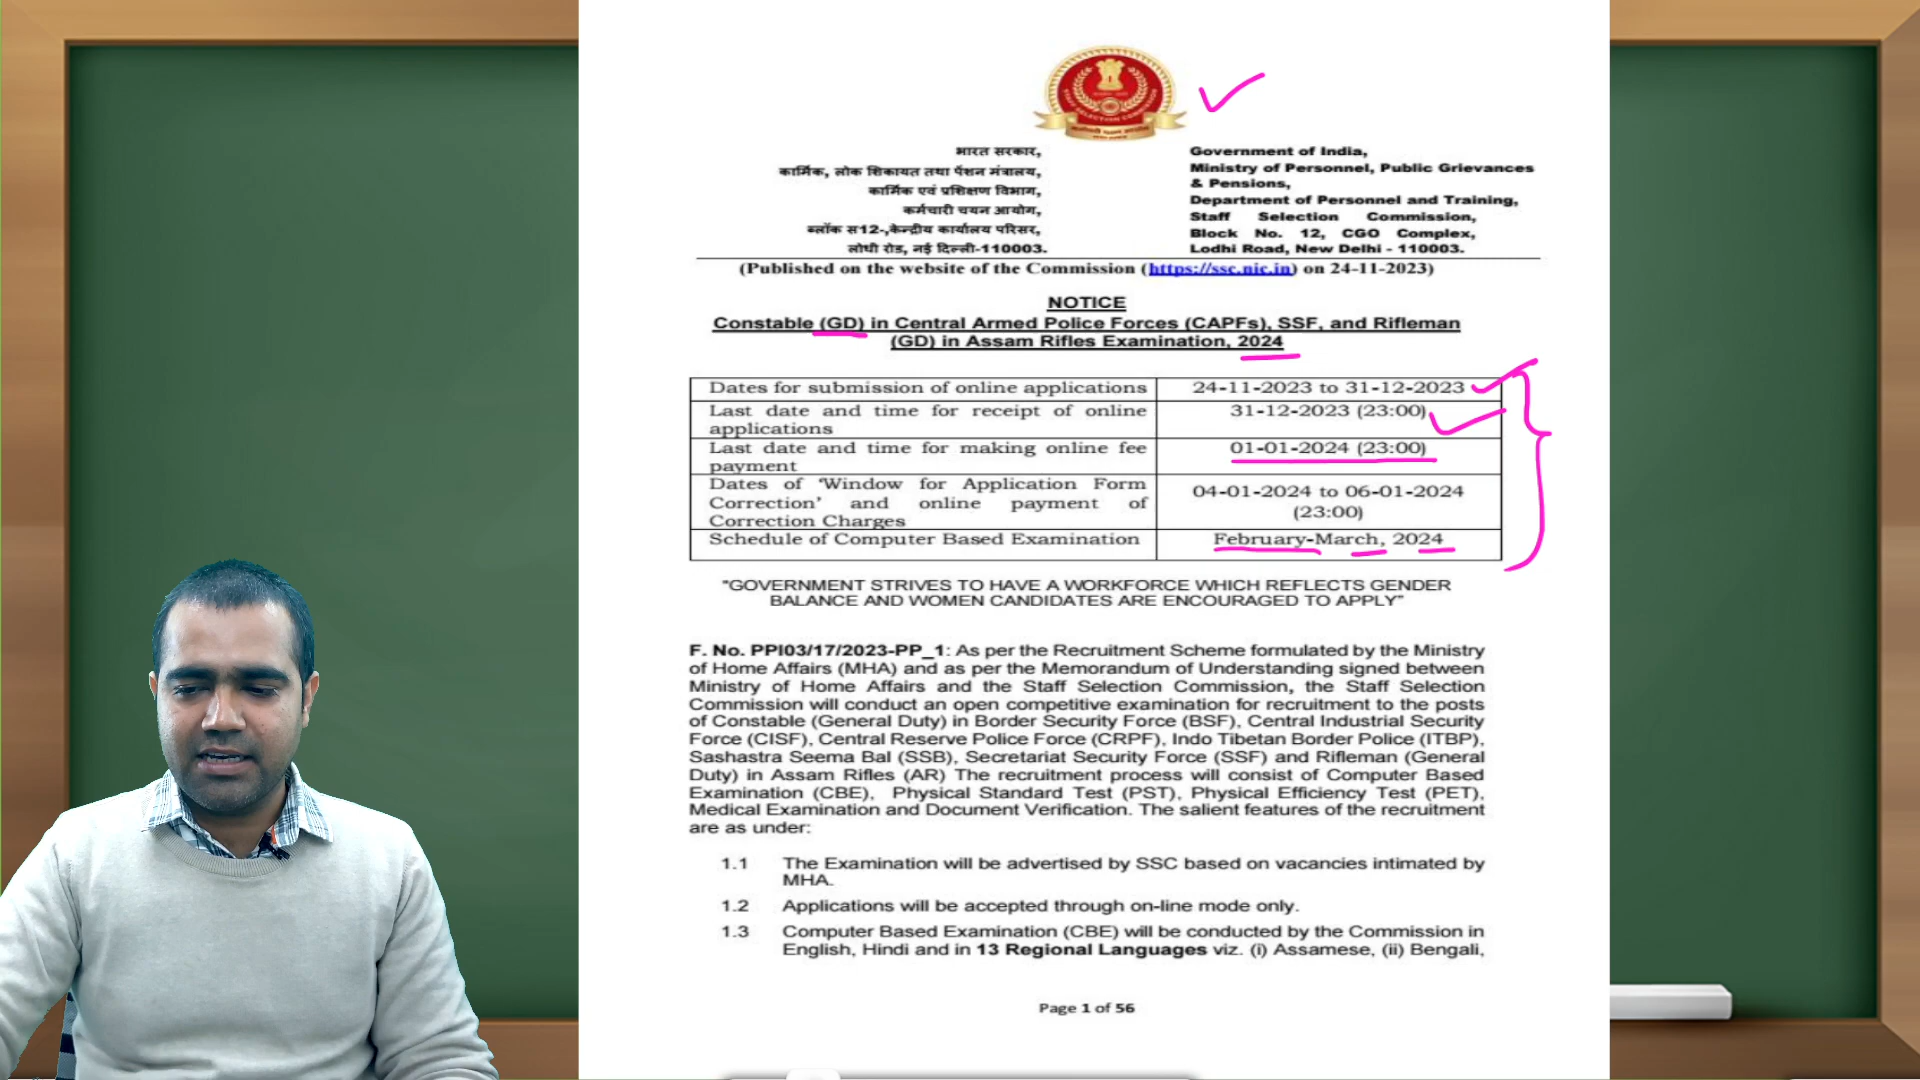 भारत सरकार,
कार्मिक, लोक शिकायत तथा पेंशन मंत्रालय,
कार्मिक एवं प्रशिक्षण विभाग,
कर्मचारी चयन आयोग,
ब्लॉक स12-,केन्द्रीय कार्यालय परिसर,
लोधी रोड, नई दिल्ली-110003.
Government of India,
Ministry of Personnel, Public Grievances
& Pensions,
Department of Personnel and Training,
Staff Selection Commission,
Block No. 12, CGO Complex,
Lodhi Road, New Delhi - 110003.
(Published on the website of the Commission (https://ssc.nic.in) on 24-11-2023)
NOTICE
Constable (GD) in Central Armed Police Forces (CAPFs), SSF, and Rifleman
(GD) in Assam Rifles Examination, 2024
Dates for submission of online applications 24-11-2023 to 31-12-2023
Last date and time for receipt of online 31-12-2023 (23:00)
applications
Last date and time for making online fee 01-01-2024 (23:00)
payment
Dates of ‘Window for Application Form 04-01-2024 to 06-01-2024
Correction’ and online payment of (23:00)
Correction Charges
Schedule of Computer Based Examination February-March, 2024
"GOVERNMENT STRIVES TO HAVE A WORKFORCE WHICH REFLECTS GENDER
BALANCE AND WOMEN CANDIDATES ARE ENCOURAGED TO APPLY"
F. No. PPI03/17/2023-PP_1: As per the Recruitment Scheme formulated by the Ministry
of Home Affairs (MHA) and as per the Memorandum of Understanding signed between
Ministry of Home Affairs and the Staff Selection Commission, the Staff Selection
Commission will conduct an open competitive examination for recruitment to the posts
of Constable (General Duty) in Border Security Force (BSF), Central Industrial Security
Force (CISF), Central Reserve Police Force (CRPF), Indo Tibetan Border Police (ITBP),
Sashastra Seema Bal (SSB), Secretariat Security Force (SSF) and Rifleman (General
Duty) in Assam Rifles (AR) The recruitment process will consist of Computer Based
Examination (CBE), Physical Standard Test (PST), Physical Efficiency Test (PET),
Medical Examination and Document Verification. The salient features of the recruitment
are as under:
1.1 The Examination will be advertised by SSC based on vacancies intimated by
MHA.
1.2 Applications will be accepted through on-line mode only.
1.3 Computer Based Examination (CBE) will be conducted by the Commission in
English, Hindi and in 13 Regional Languages viz. (i) Assamese, (ii) Bengali,
Page 1 of 56